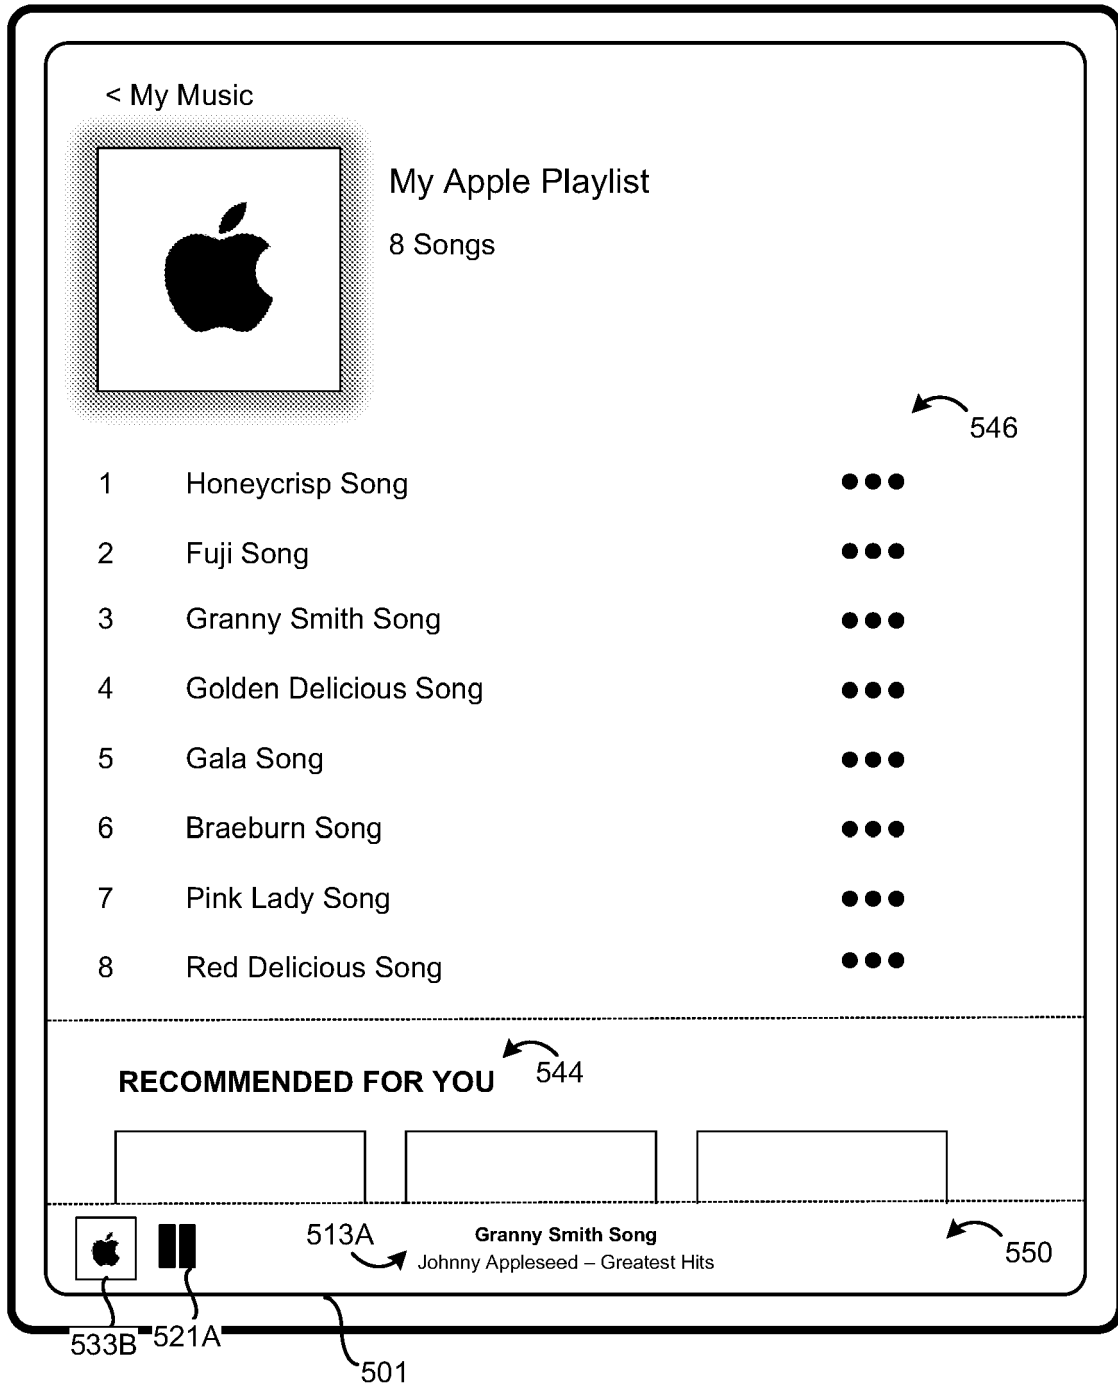 < My Music
My Apple Playlist
8 Songs
546
1 Honeycrisp Song
2 Fuji Song
3 Granny Smith Song
4 Golden Delicious Song
5 Gala Song
6 Braeburn Song
7 Pink Lady Song
8 Red Delicious Song
RECOMMENDED FOR YOU
544
513A
Granny Smith Song
Johnny Appleseed – Greatest Hits
550
533B
521A
501